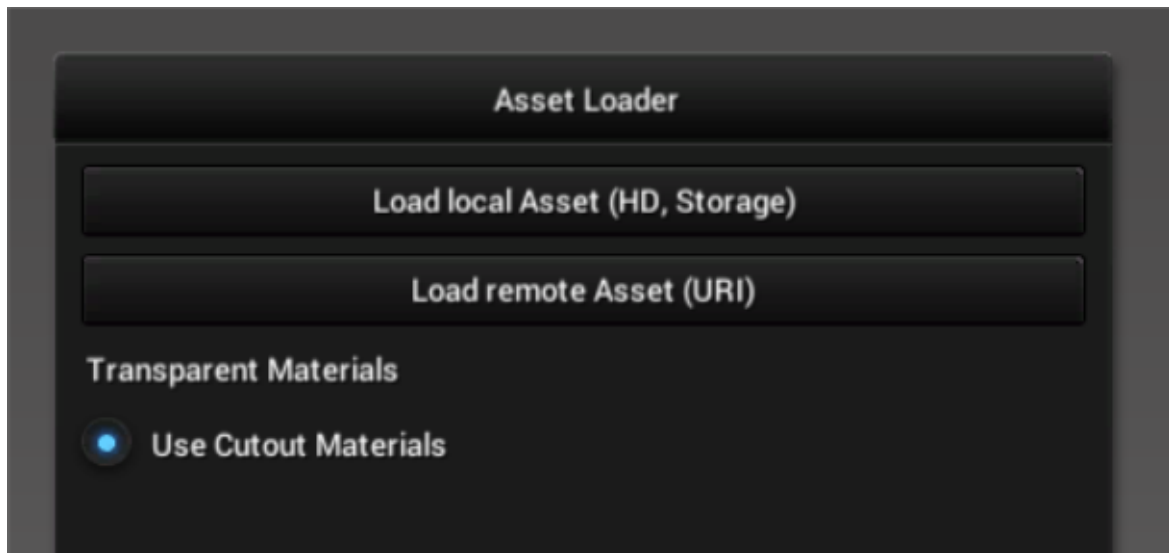 Asset Loader
Load local Asset (HD, Storage)
Load remote Asset (URI)
Transparent Materials
Use Cutout Materials